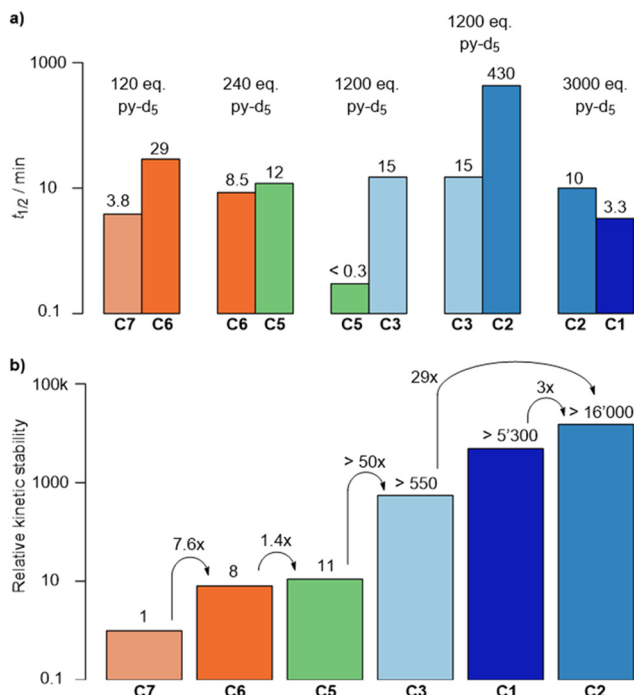 a)
1200 eq.
py-d5
120 eq.
py-d5
240 eq.
py-d5
1200 eq.
py-d5
3000 eq.
py-d5
t1/2 / min
1000
10
0.1
3.8
29
8.5
12
< 0.3
15
15
430
10
3.3
C7 C6
C6 C5
C5 C3
C3 C2
C2 C1
b)
Relative kinetic stability
100k
1000
10
0.1
7.6x
1.4x
> 50x
29x
3x
1
8
11
> 550
> 5'300
> 16'000
C7 C6 C5 C3 C1 C2